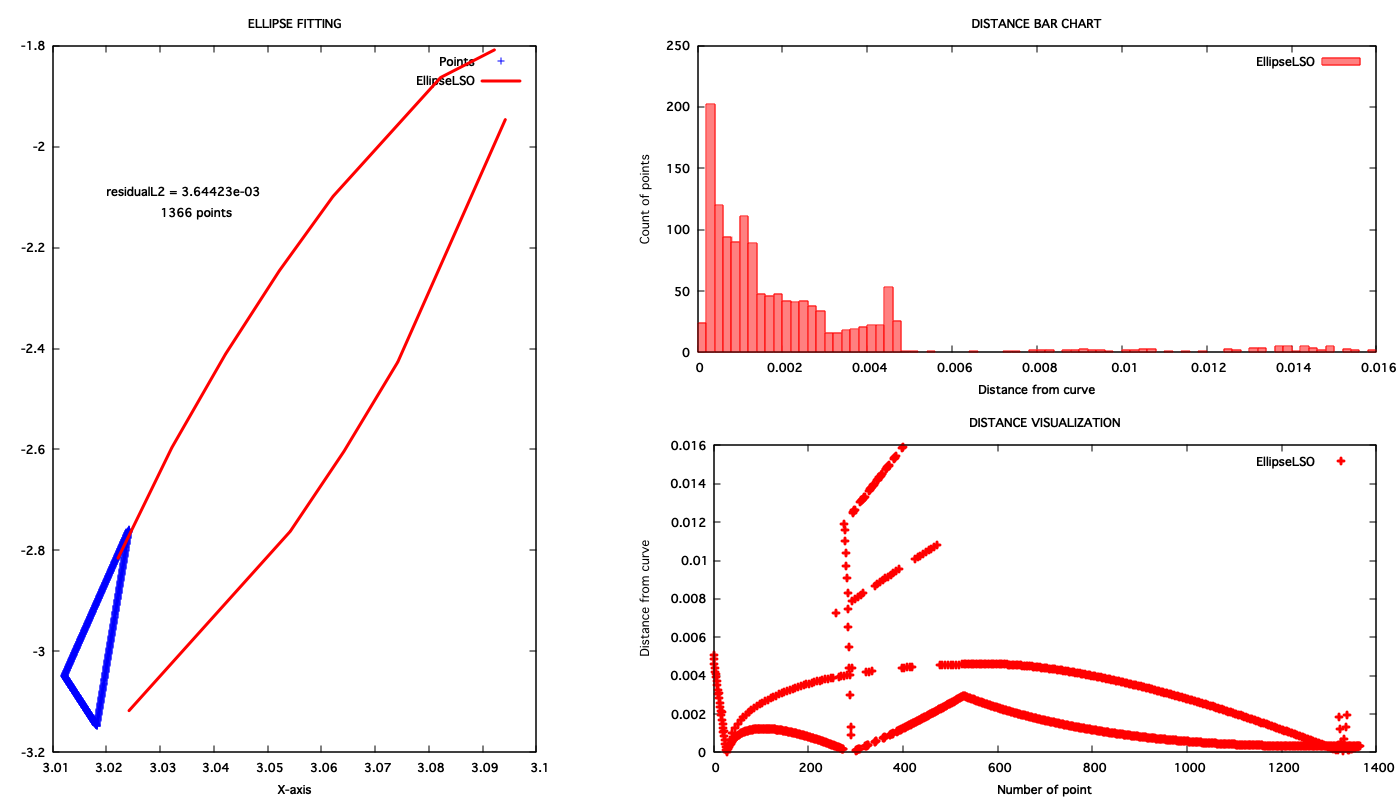 ELLIPSE FITTING
-1.8
-2
-2.2
-2.4
-2.6
-2.8
-3
-3.2
3.01 3.02 3.03 3.04 3.05 3.06 3.07 3.08 3.09 3.1
X-axis
Points
EllipseLSO
residualL2 = 3.64423e-03
1366 points
DISTANCE BAR CHART
250
200
150
100
50
0
Count of points
EllipseLSO
0 0.002 0.004 0.006 0.008 0.01 0.012 0.014 0.016
Distance from curve
DISTANCE VISUALIZATION
0.016
0.014
0.012
0.01
0.008
0.006
0.004
0.002
0
Distance from curve
EllipseLSO
0 200 400 600 800 1000 1200 1400
Number of point